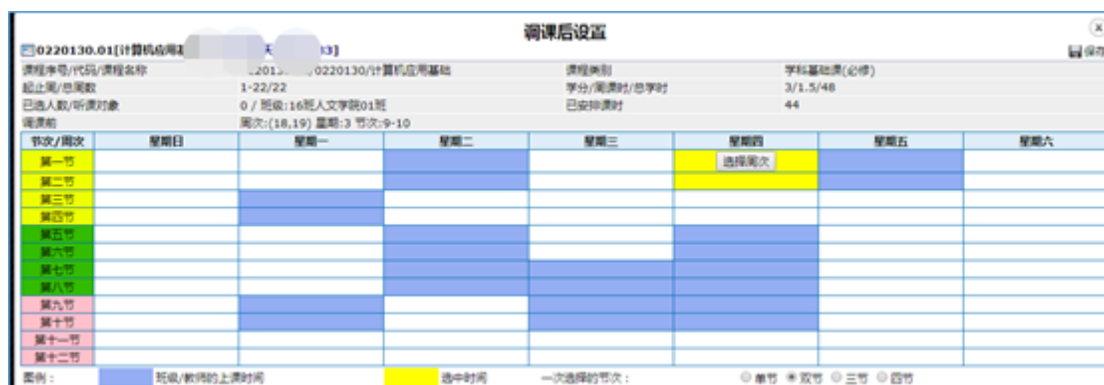 调课后设置
0220130.01[计算机应用基 33]
保存
课程序号/代码/课程名称 0220130/计算机应用基础 课程类别 学科基础课(必修)
起止周/总周数 1-22/22 学分/周课时/总学时 3/1.5/48
已选人数/听课对象 0 / 班级:16班人文学院01班 已安排课时 44
调课前 周次:(18,19) 星期:3 节次:9-10
节次/周次 星期日 星期一 星期二 星期三 星期四 星期五 星期六
第一节 选择周次
第二节
第三节
第四节
第五节
第六节
第七节
第八节
第九节
第十节
第十一节
第十二节
图例： 班级/教师的上课时间 选中时间 一次选择的节次： 单节 双节 三节 四节